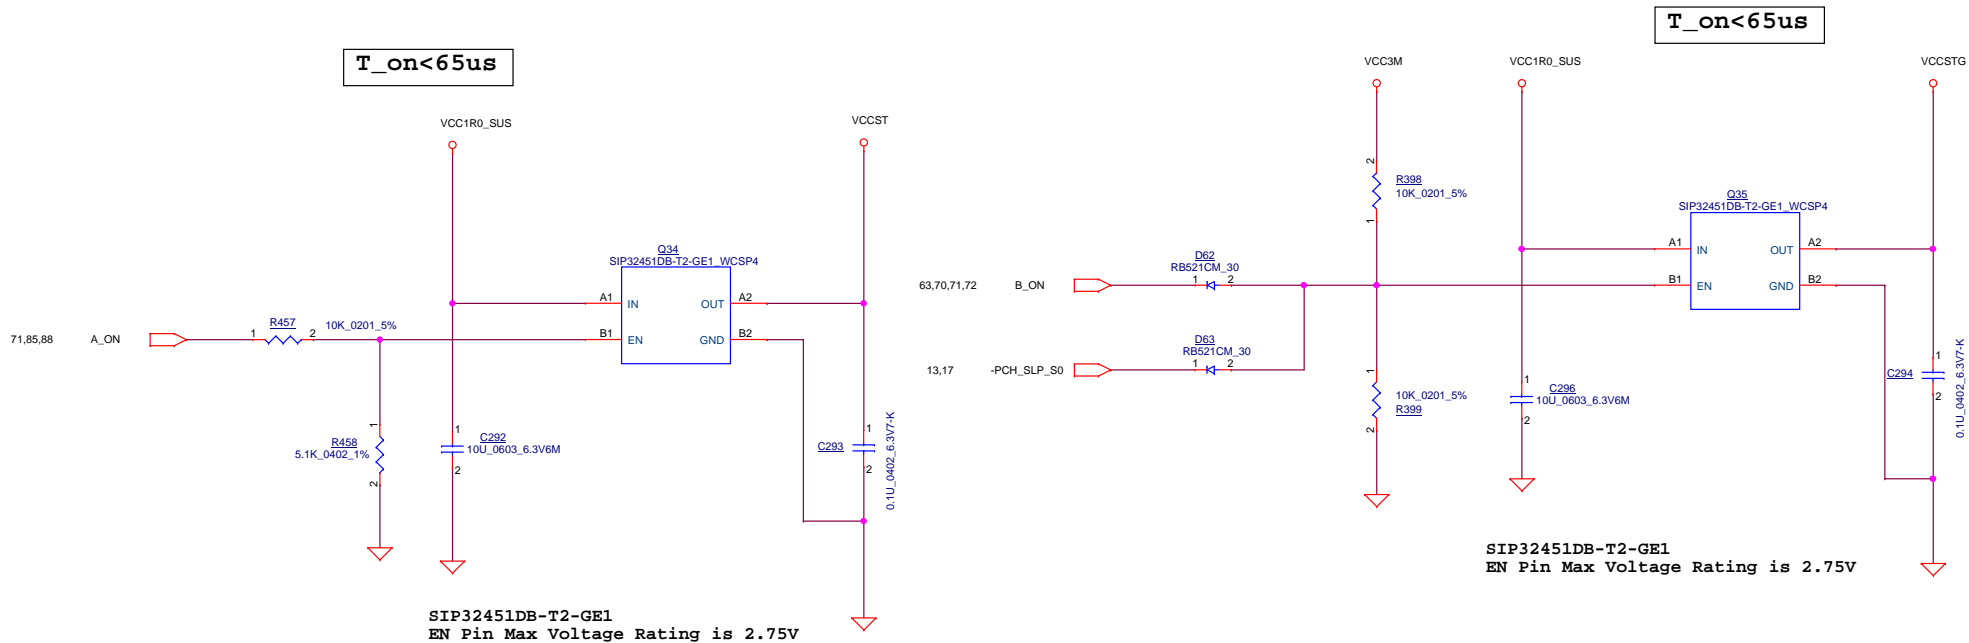 T_on<65us
VCC1R0_SUS
VCCST
Q34
SIP32451DB-T2-GE1_WCSP4
A1
IN
OUT
A2
B1
EN
GND
B2
71,85,88
A_ON
1
R457
2
10K_0201_5%
1
R458
5.1K_0402_1%
2
1
C292
10U_0603_6.3V6M
2
1
C293
2
0.1U_0402_6.3V7-K
SIP32451DB-T2-GE1
EN Pin Max Voltage Rating is 2.75V
T_on<65us
VCC3M
VCC1R0_SUS
VCCSTG
2
R398
10K_0201_5%
1
Q35
SIP32451DB-T2-GE1_WCSP4
A1
IN
OUT
A2
B1
EN
GND
B2
63,70,71,72
B_ON
D62
RB521CM_30
1
2
13,17
-PCH_SLP_S0
D63
RB521CM_30
1
2
1
10K_0201_5%
R399
2
1
C296
10U_0603_6.3V6M
2
1
C294
2
0.1U_0402_6.3V7-K
SIP32451DB-T2-GE1
EN Pin Max Voltage Rating is 2.75V